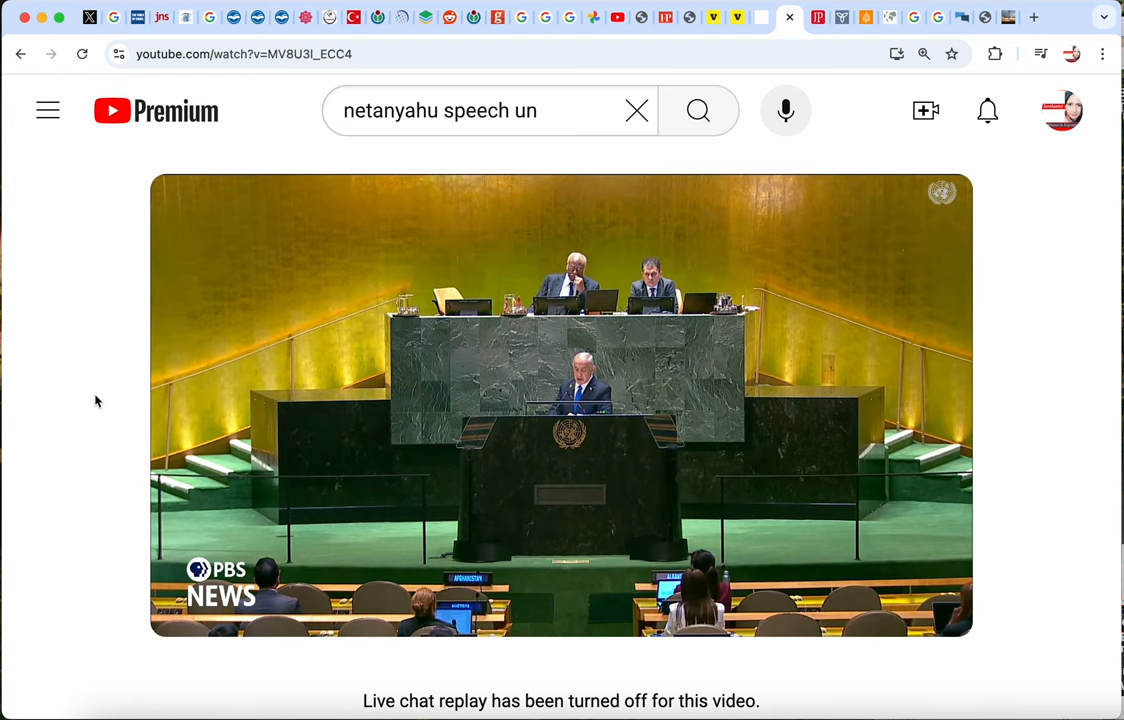 youtube.com/watch?v=MV8U3I_ECC4
Premium
netanyahu speech un
PBS
NEWS
AFGHANISTAN
Live chat replay has been turned off for this video.